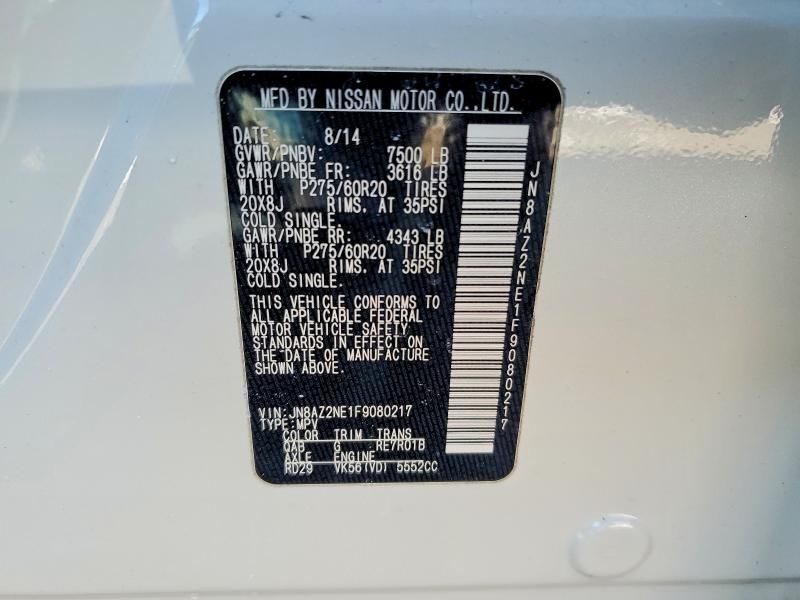 MFD BY NISSAN MOTOR CO.,LTD.
DATE: 8/14
GVWR/PNBV: 7500 LB
GAWR/PNBE FR: 3616 LB
WITH P275/60R20 TIRES
20X8J RIMS, AT 35PSI
COLD SINGLE.
GAWR/PNBE RR: 4343 LB
WITH P275/60R20 TIRES
20X8J RIMS, AT 35PSI
COLD SINGLE.
THIS VEHICLE CONFORMS TO
ALL APPLICABLE FEDERAL
MOTOR VEHICLE SAFETY
STANDARDS IN EFFECT ON
THE DATE OF MANUFACTURE
SHOWN ABOVE.
VIN:JN8AZ2NE1F9080217
TYPE:MPV
COLOR TRIM TRANS
QAB G RE7R01B
AXLE ENGINE
RD29 VK56(VD) 5552CC
JN8AZ2NE1F9080217